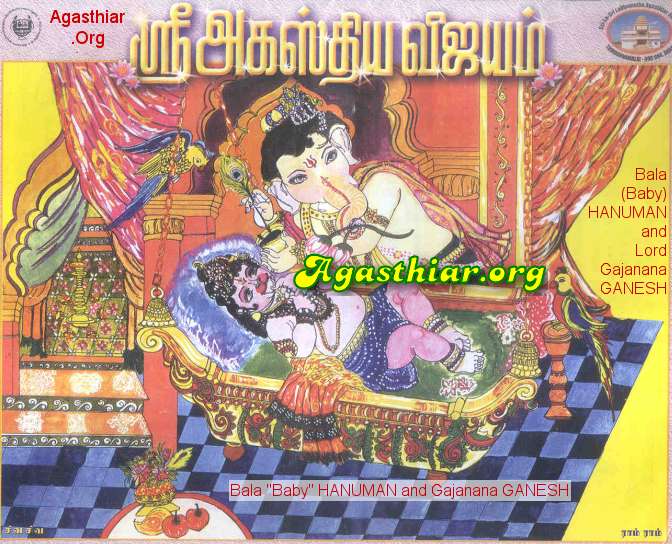 Agasthiar
.Org
ஸ்ரீ அகஸ்திய விஜயம்
Bala
(Baby)
HANUMAN
and
Lord
Gajanana
GANESH
Agasthiar.org
Bala "Baby" HANUMAN and Gajanana GANESH
சிவ சிவ
ராம் ராம்